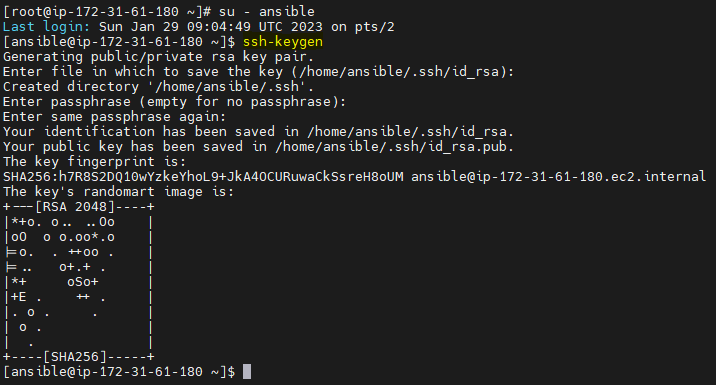 [root@ip-172-31-61-180 ~]# su - ansible
Last login: Sun Jan 29 09:04:49 UTC 2023 on pts/2
[ansible@ip-172-31-61-180 ~]$ ssh-keygen
Generating public/private rsa key pair.
Enter file in which to save the key (/home/ansible/.ssh/id_rsa):
Created directory '/home/ansible/.ssh'.
Enter passphrase (empty for no passphrase):
Enter same passphrase again:
Your identification has been saved in /home/ansible/.ssh/id_rsa.
Your public key has been saved in /home/ansible/.ssh/id_rsa.pub.
The key fingerprint is:
SHA256:h7R8S2DQ10wYzkeYhoL9+JkA4OCURuwaCkSsreH8oUM ansible@ip-172-31-61-180.ec2.internal
The key's randomart image is:
+---[RSA 2048]----+
|*+o. o.. ..Oo    |
|oO  o o.oo*.o    |
|=o.  . ++oo .    |
|=..   o+.+ .     |
|*+     oSo+      |
|+E .    ++ .     |
|. o .     .      |
| o .             |
|  .              |
+----[SHA256]-----+
[ansible@ip-172-31-61-180 ~]$